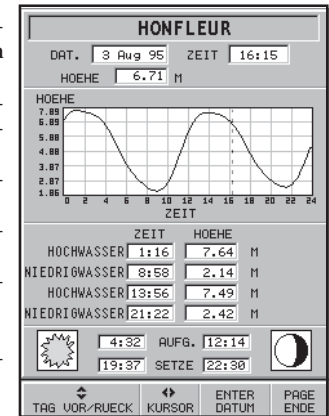 HONFLEUR
DAT. 3 Aug 95 ZEIT 16:15
HOEHE 6.71 M
HOEHE
7.89
6.89
5.88
4.88
3.87
2.87
1.86
0 2 4 6 8 10 12 14 16 18 20 22 24
ZEIT
ZEIT HOEHE
HOCHWASSER 1:16 7.64 M
NIEDRIGWASSER 8:58 2.14 M
HOCHWASSER 13:56 7.49 M
NIEDRIGWASSER 21:22 2.42 M
4:32 AUFG. 12:14
19:37 SETZE 22:30
TAG VOR/RUECK KURSOR ENTER DATUM PAGE ENDE